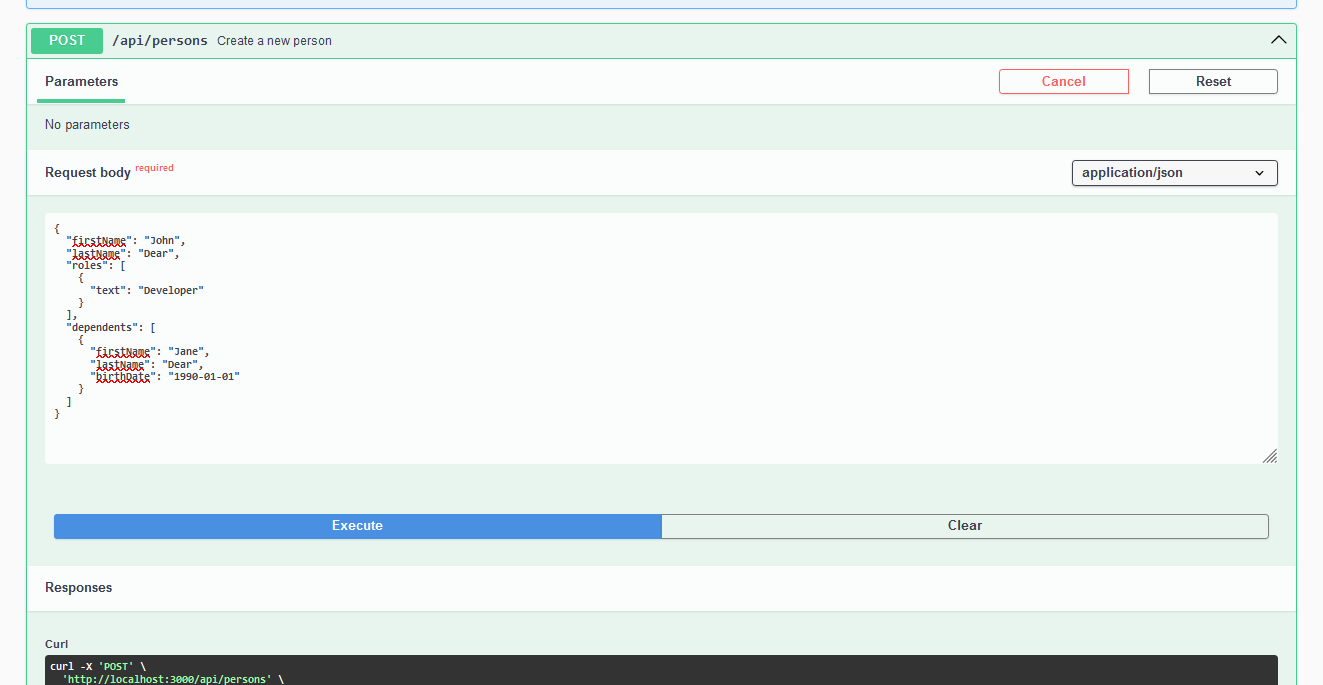 POST /api/persons Create a new person
Parameters
Cancel
Reset
No parameters
Request body required
application/json
{
  "firstName": "John",
  "lastName": "Dear",
  "roles": [
    {
      "text": "Developer"
    }
  ],
  "dependents": [
    {
      "firstName": "Jane",
      "lastName": "Dear",
      "birthDate": "1990-01-01"
    }
  ]
}
Execute
Clear
Responses
Curl
curl -X 'POST' \
  'http://localhost:3000/api/persons' \